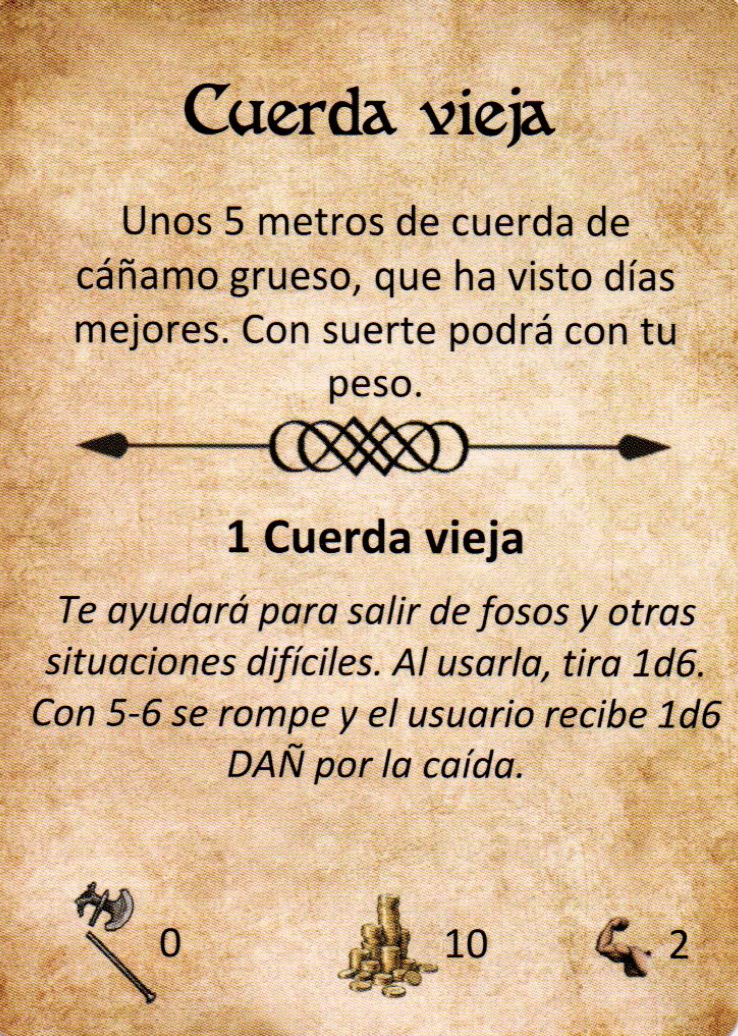 Cuerda vieja
Unos 5 metros de cuerda de
cáñamo grueso, que ha visto días
mejores. Con suerte podrá con tu
peso.
1 Cuerda vieja
Te ayudará para salir de fosos y otras
situaciones difíciles. Al usarla, tira 1d6.
Con 5-6 se rompe y el usuario recibe 1d6
DAÑ por la caída.
0 10 2